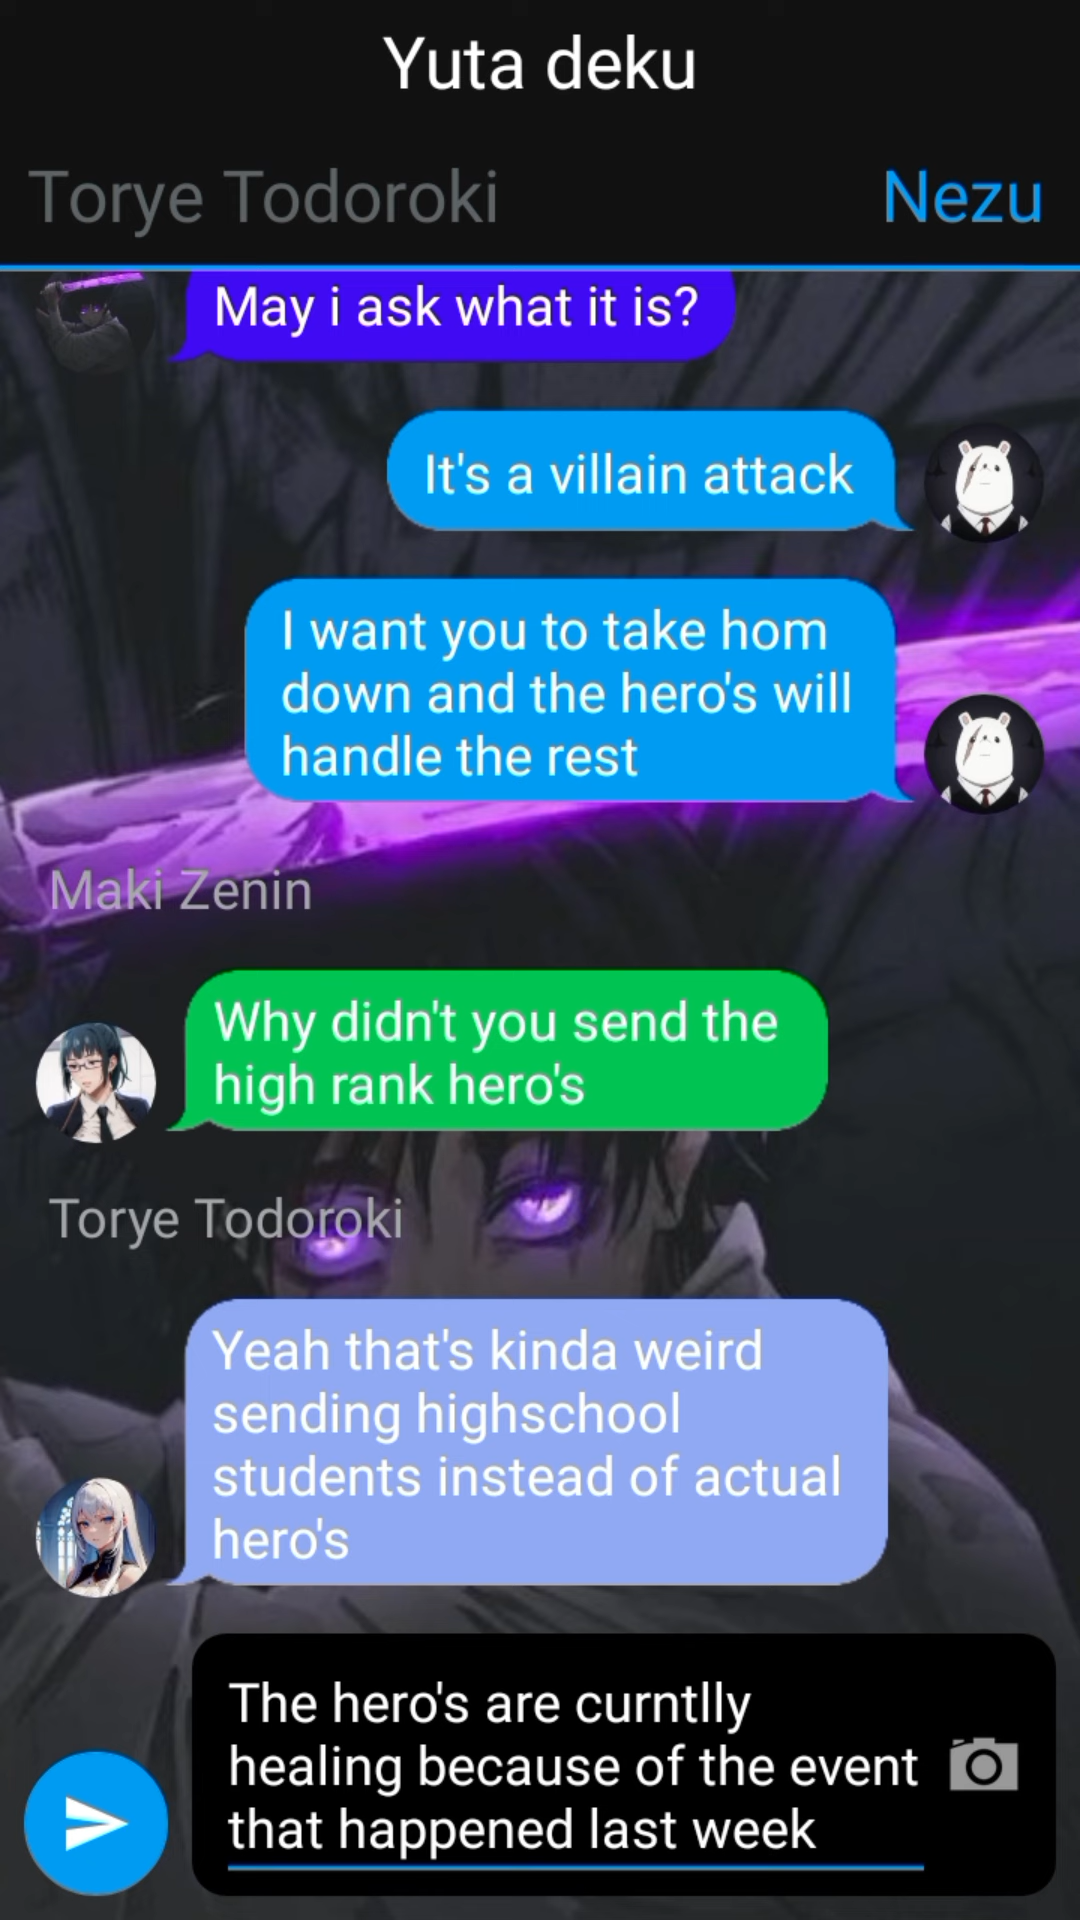 Yuta deku
Torye Todoroki
Nezu
May i ask what it is?
It's a villain attack
I want you to take hom
down and the hero's will
handle the rest
Maki Zenin
Why didn't you send the
high rank hero's
Torye Todoroki
Yeah that's kinda weird
sending highschool
students instead of actual
hero's
The hero's are curntlly
healing because of the event
that happened last week